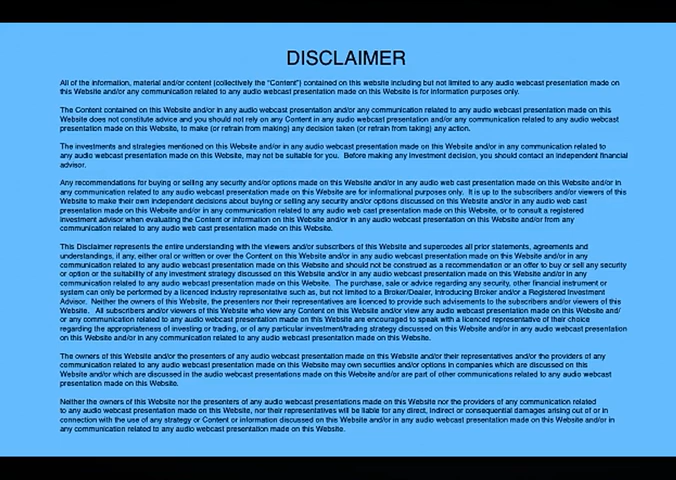 DISCLAIMER
All of the information, material and/or content (collectively the "Content") contained on this website including but not limited to any audio webcast presentation made on
this Website and/or any communication related to any audio webcast presentation made on this Website is for information purposes only.
The Content contained on this Website and/or in any audio webcast presentation and/or any communication related to any audio webcast presentation made on this
Website does not constitute advice and you should not rely on any Content in any audio webcast presentation and/or any communication related to any audio webcast
presentation made on this Website, to make (or refrain from making) any decision taken (or refrain from taking) any action.
The investments and strategies mentioned on this Website and/or in any audio webcast presentation made on this Website and/or in any communication related to
any audio webcast presentation made on this Website, may not be suitable for you. Before making any investment decision, you should contact an independent financial
advisor.
Any recommendations for buying or selling any security and/or options made on this Website and/or in any audio web cast presentation made on this Website and/or in
any communication related to any audio webcast presentation made on this Website are for informational purposes only. It is up to the subscribers and/or viewers of this
Website to make their own independent decisions about buying or selling any security and/or options discussed on this Website and/or in any audio web cast
presentation made on this Website and/or in any communication related to any audio web cast presentation made on this Website, or to consult a registered
investment advisor when evaluating the Content or information on this Website and/or in any audio webcast presentation made on this Website and/or from any
communication related to any audio web cast presentation made on this Website.
This Disclaimer represents the entire understanding with the viewers and/or subscribers of this Website and supercodes all prior statements, agreements and
understandings, if any, either oral or written or over the Content on this Website and/or in any audio webcast presentation made on this Website and/or in any
communication related to any audio webcast presentation made on this Website and should not be construed as a recommendation or an offer to buy or sell any security
or option or the suitability of any investment strategy discussed on this Website and/or in any audio webcast presentation made on this Website and/or in any
communication related to any audio webcast presentation made on this Website. The purchase, sale or advice regarding any security, other financial instrument or
system can only be performed by a licenced industry representative such as, but not limited to a Broker/Dealer, Introducing Broker and/or a Registered Investment
Advisor. Neither the owners of this Website, the presenters nor their representatives are licenced to provide such advisements to the subscribers and/or viewers of this
Website. All subscribers and/or viewers of this Website who view any Content on this Website and/or view any audio webcast presentation made on this Website and/
or any communication related to any audio webcast presentation made on this Website are encouraged to speak with a licenced representative of their choice
regarding the appropriateness of investing or trading, or of any particular investment/trading strategy discussed on this Website and/or in any audio webcast presentation
on this Website and/or in any communication related to any audio webcast presentation made on this Website.
The owners of this Website and/or the presenters of any audio webcast presentation made on this Website and/or their representatives and/or the providers of any
communication related to any audio webcast presentation made on this Website may own securities and/or options in companies which are discussed on this
Website and/or which are discussed in the audio webcast presentations made on this Website and/or are part of other communications related to any audio webcast
presentation made on this Website.
Neither the owners of this Website nor the presenters of any audio webcast presentations made on this Website nor the providers of any communication related
to any audio webcast presentation made on this Website, nor their representatives will be liable for any direct, indirect or consequential damages arising out of or in
connection with the use of any strategy or Content or information discussed on this Website and/or in any audio webcast presentation made on this Website and/or in
any communication related to any audio webcast presentation made on this Website.